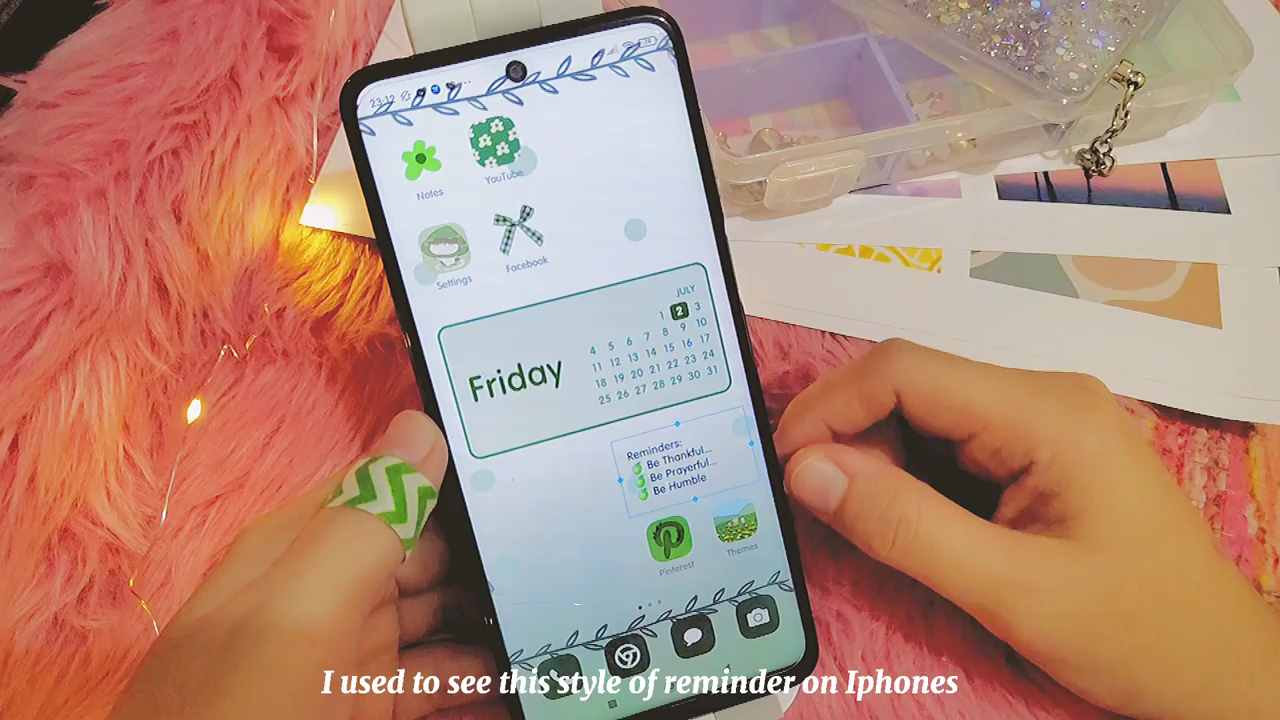 23:12
Notes
YouTube
Settings
Facebook
JULY
1 2 3
4 5 6 7 8 9 10
11 12 13 14 15 16 17
18 19 20 21 22 23 24
25 26 27 28 29 30 31
Friday
Reminders:
Be Thankful...
Be Prayerful...
Be Humble
Pinterest
Themes
I used to see this style of reminder on Iphones